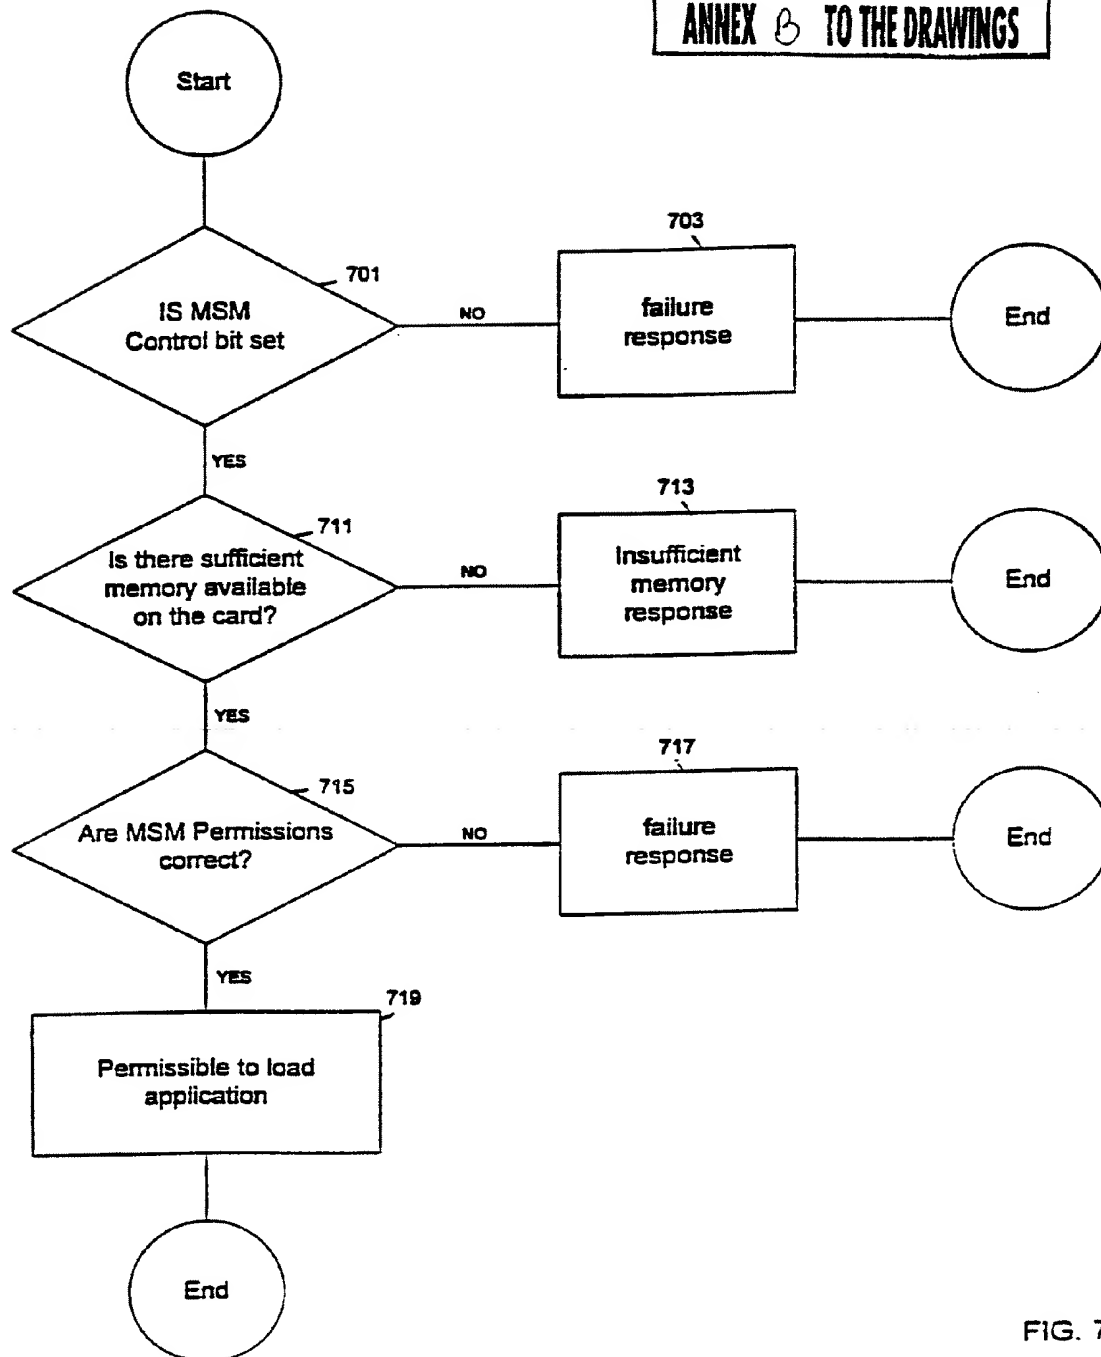 ANNEX B TO THE DRAWINGS
Start
703
701
IS MSM
Control bit set
NO
failure
response
End
YES
713
711
Is there sufficient
memory available
on the card?
NO
Insufficient
memory
response
End
YES
717
715
Are MSM Permissions
correct?
NO
failure
response
End
YES
719
Permissible to load
application
End
FIG. 7